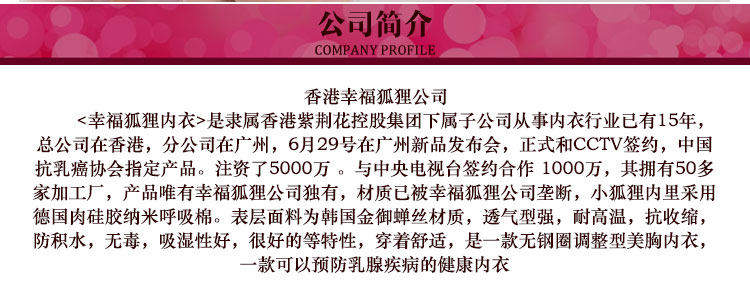 公司简介
COMPANY PROFILE
香港幸福狐狸公司
<幸福狐狸内衣>是隶属香港紫荆花控股集团下属子公司从事内衣行业已有15年，
总公司在香港，分公司在广州，6月29号在广州新品发布会，正式和CCTV签约，中国
抗乳癌协会指定产品。注资了5000万 。与中央电视台签约合作 1000万，其拥有50多
家加工厂，产品唯有幸福狐狸公司独有，材质已被幸福狐狸公司垄断，小狐狸内里采用
德国肉硅胶纳米呼吸棉。表层面料为韩国金御蝉丝材质，透气型强，耐高温，抗收缩，
防积水，无毒，吸湿性好，很好的等特性，穿着舒适，是一款无钢圈调整型美胸内衣，
一款可以预防乳腺疾病的健康内衣